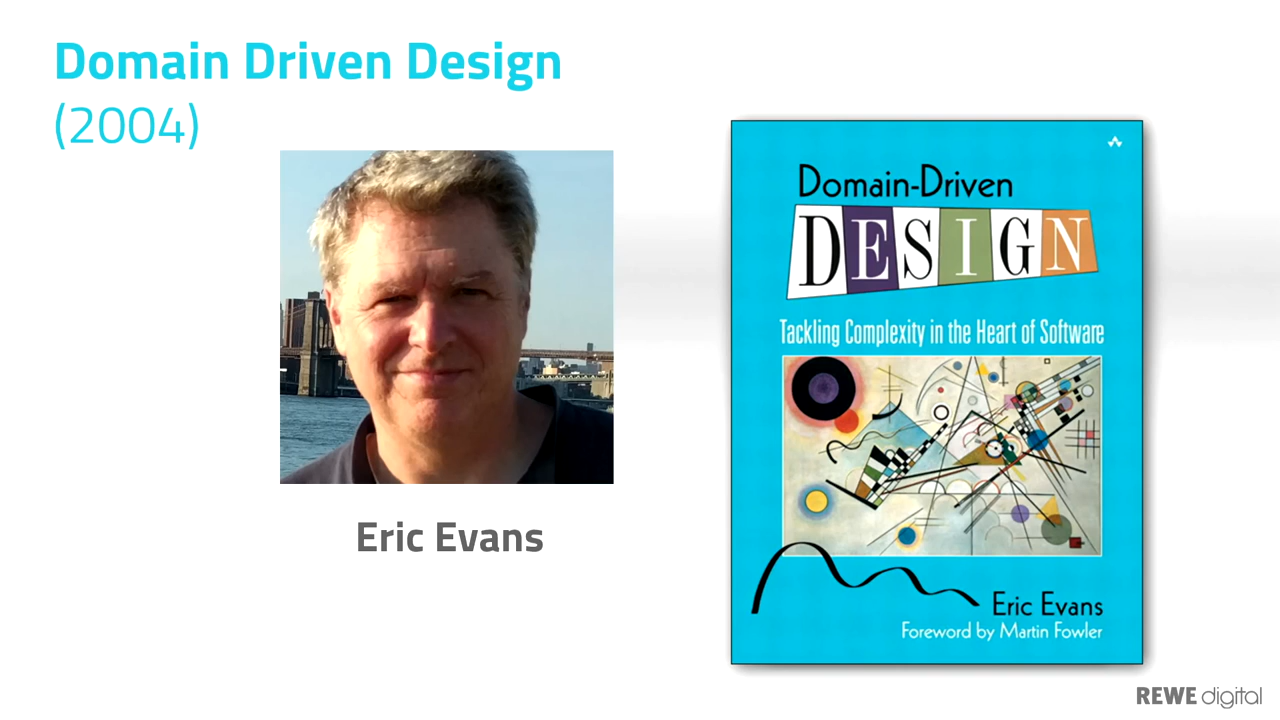 Domain Driven Design
(2004)
Eric Evans
Domain-Driven
DESIGN
Tackling Complexity in the Heart of Software
Eric Evans
Foreword by Martin Fowler
REWE digital